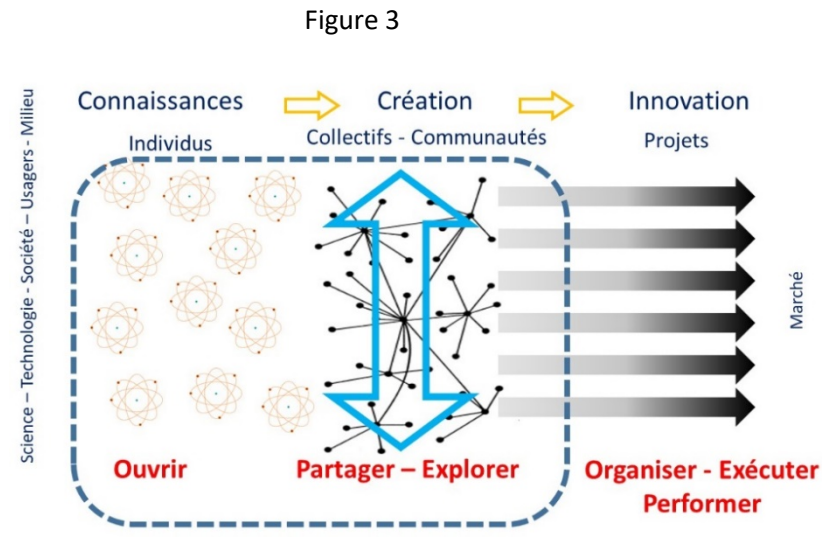 Figure 3
Connaissances
Création
Innovation
Individus
Collectifs - Communautés
Projets
Science – Technologie - Société – Usagers - Milieu
Marché
Ouvrir
Partager – Explorer
Organiser - Exécuter
Performer